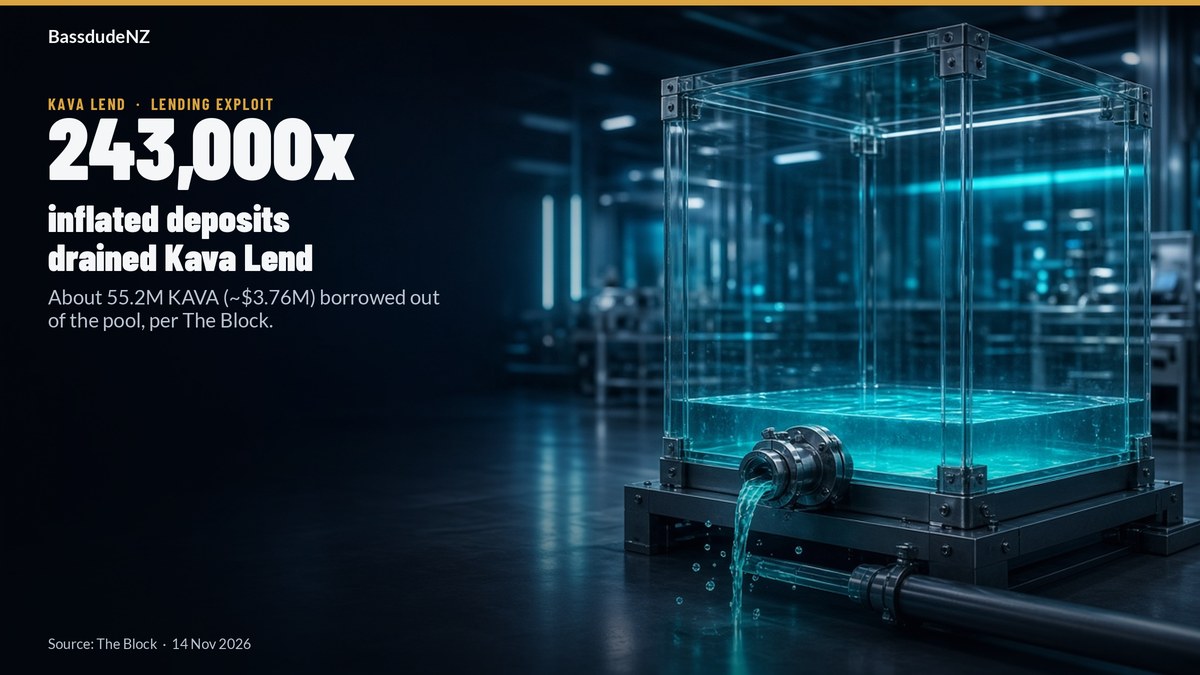 BassdudeNZ
KAVA LEND · LENDING EXPLOIT
243,000x
inflated deposits
drained Kava Lend
About 55.2M KAVA (~$3.76M) borrowed out
of the pool, per The Block.
Source: The Block · 14 Nov 2026